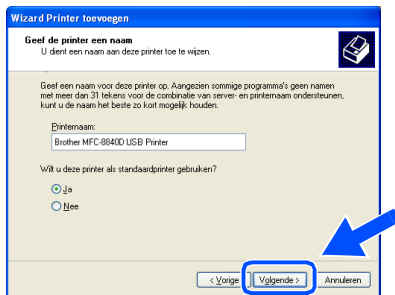 Wizard Printer toevoegen
Geef de printer een naam
U dient een naam aan deze printer toe te wijzen.
Geef een naam voor deze printer op. Aangezien sommige programma's geen namen
met meer dan 31 tekens voor de combinatie van server- en printernaam ondersteunen,
kunt u de naam het beste zo kort mogelijk houden.
Printernaam:
Brother MFC-8840D USB Printer
Wilt u deze printer als standaardprinter gebruiken?
Ja
Nee
< Vorige
Volgende >
Annuleren